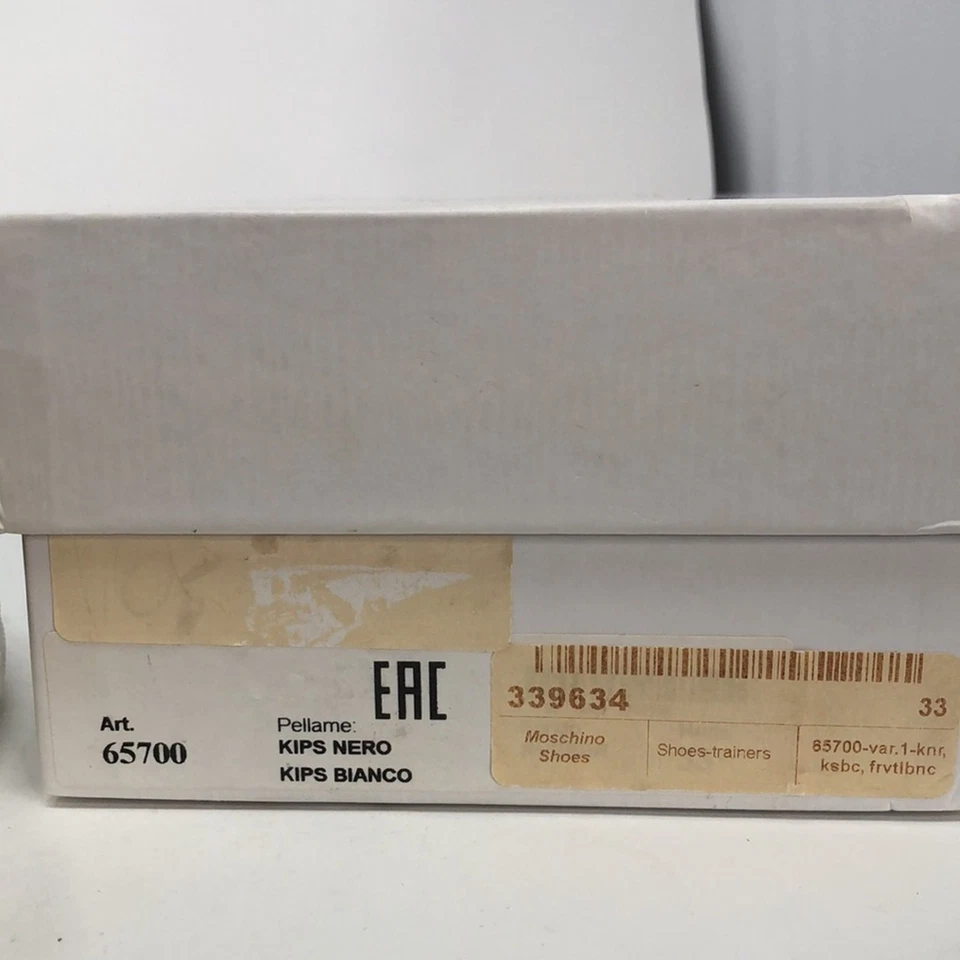 EAC
Art.
65700
Pellame:
KIPS NERO
KIPS BIANCO
339634
33
Moschino
Shoes
Shoes-trainers
65700-var.1-knr,
ksbc, frvtlbnc